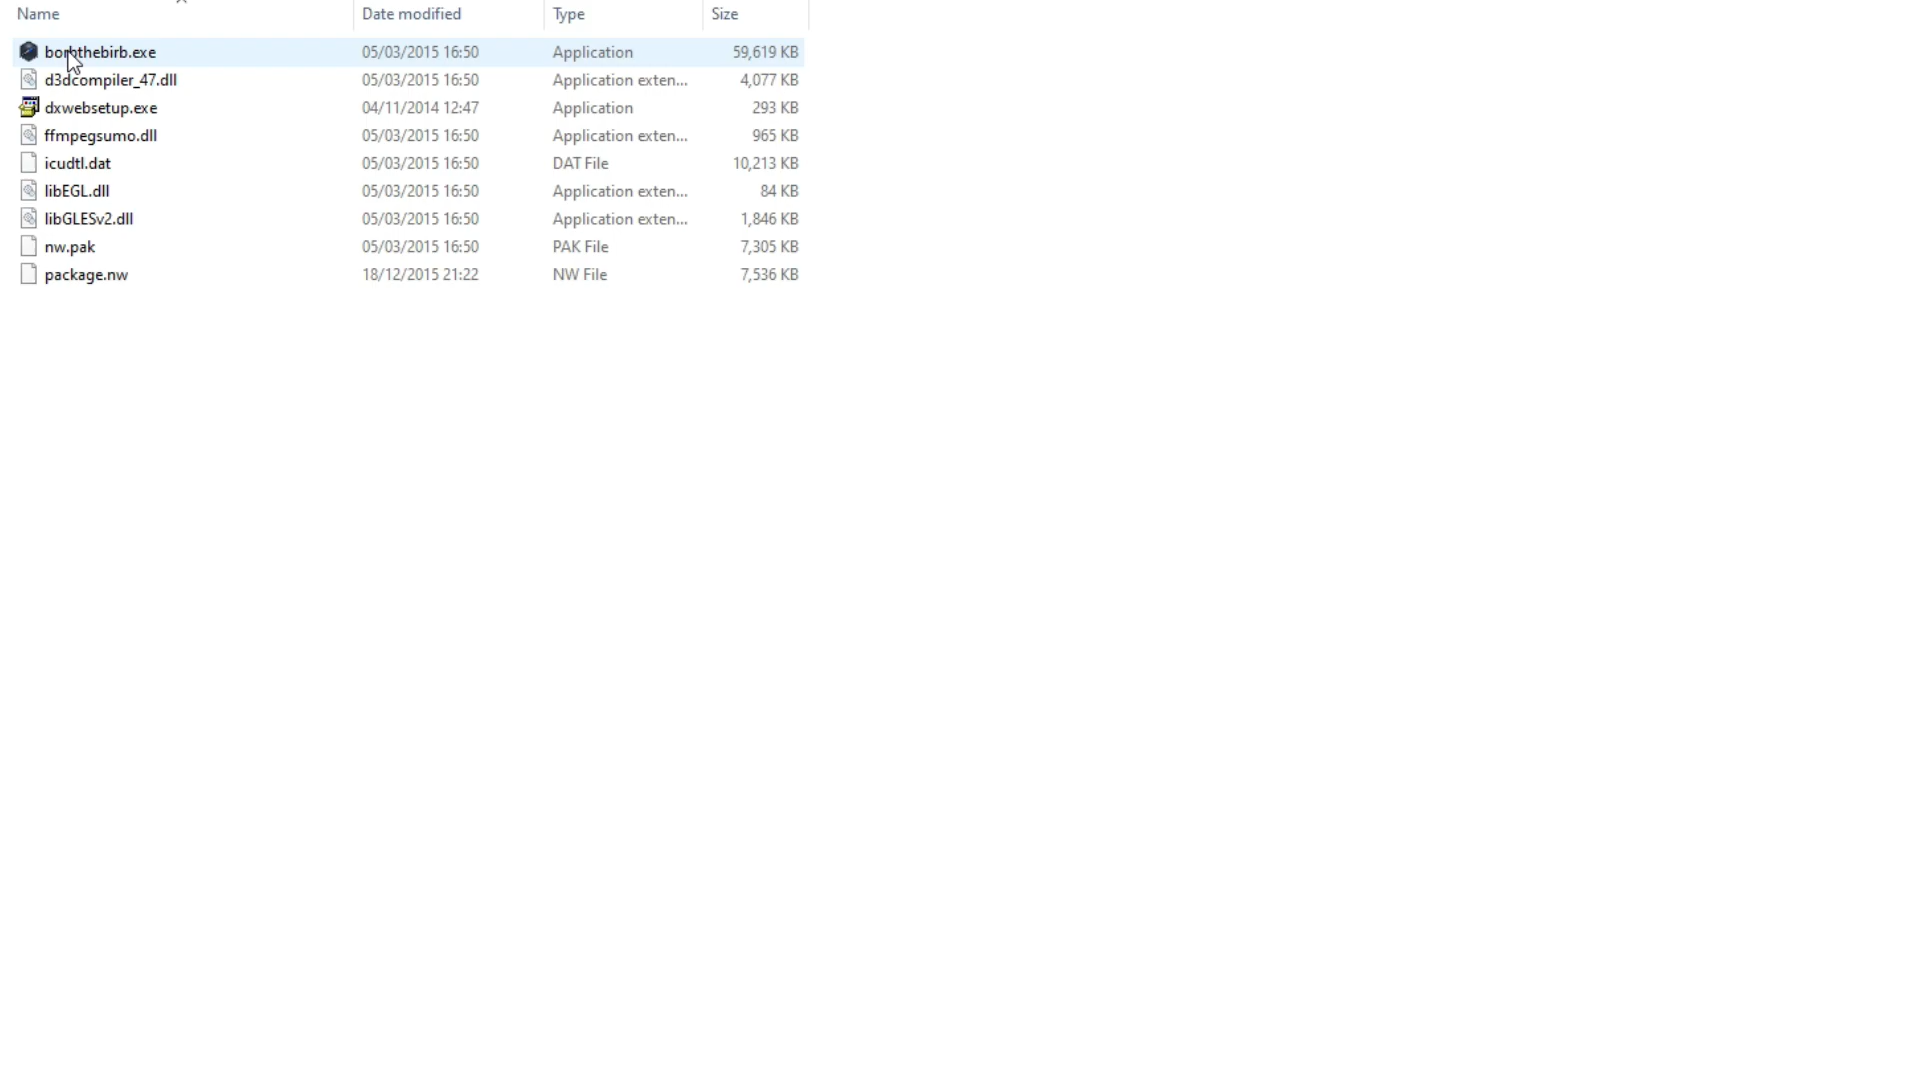 Name Date modified Type Size
borbthebirb.exe 05/03/2015 16:50 Application 59,619 KB
d3dcompiler_47.dll 05/03/2015 16:50 Application exten... 4,077 KB
dxwebsetup.exe 04/11/2014 12:47 Application 293 KB
ffmpegsumo.dll 05/03/2015 16:50 Application exten... 965 KB
icudtl.dat 05/03/2015 16:50 DAT File 10,213 KB
libEGL.dll 05/03/2015 16:50 Application exten... 84 KB
libGLESv2.dll 05/03/2015 16:50 Application exten... 1,846 KB
nw.pak 05/03/2015 16:50 PAK File 7,305 KB
package.nw 18/12/2015 21:22 NW File 7,536 KB